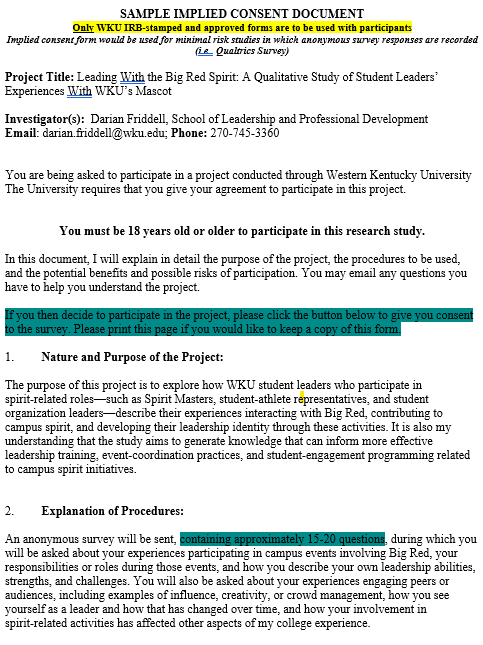 SAMPLE IMPLIED CONSENT DOCUMENT
Only WKU IRB-stamped and approved forms are to be used with participants
Implied consent form would be used for minimal risk studies in which anonymous survey responses are recorded
(i.e., Qualtrics Survey)
Project Title: Leading With the Big Red Spirit: A Qualitative Study of Student Leaders’
Experiences With WKU’s Mascot
Investigator(s): Darian Friddell, School of Leadership and Professional Development
Email: darian.friddell@wku.edu; Phone: 270-745-3360
You are being asked to participate in a project conducted through Western Kentucky University
The University requires that you give your agreement to participate in this project.
You must be 18 years old or older to participate in this research study.
In this document, I will explain in detail the purpose of the project, the procedures to be used,
and the potential benefits and possible risks of participation. You may email any questions you
have to help you understand the project.
If you then decide to participate in the project, please click the button below to give you consent
to the survey. Please print this page if you would like to keep a copy of this form.
1. Nature and Purpose of the Project:
The purpose of this project is to explore how WKU student leaders who participate in
spirit-related roles—such as Spirit Masters, student-athlete representatives, and student
organization leaders—describe their experiences interacting with Big Red, contributing to
campus spirit, and developing their leadership identity through these activities. It is also my
understanding that the study aims to generate knowledge that can inform more effective
leadership training, event-coordination practices, and student-engagement programming related
to campus spirit initiatives.
2. Explanation of Procedures:
An anonymous survey will be sent, containing approximately 15-20 questions, during which you
will be asked about your experiences participating in campus events involving Big Red, your
responsibilities or roles during those events, and how you describe your own leadership abilities,
strengths, and challenges. You will also be asked about your experiences engaging peers or
audiences, including examples of influence, creativity, or crowd management, how you see
yourself as a leader and how that has changed over time, and how your involvement in
spirit-related activities has affected other aspects of my college experience.